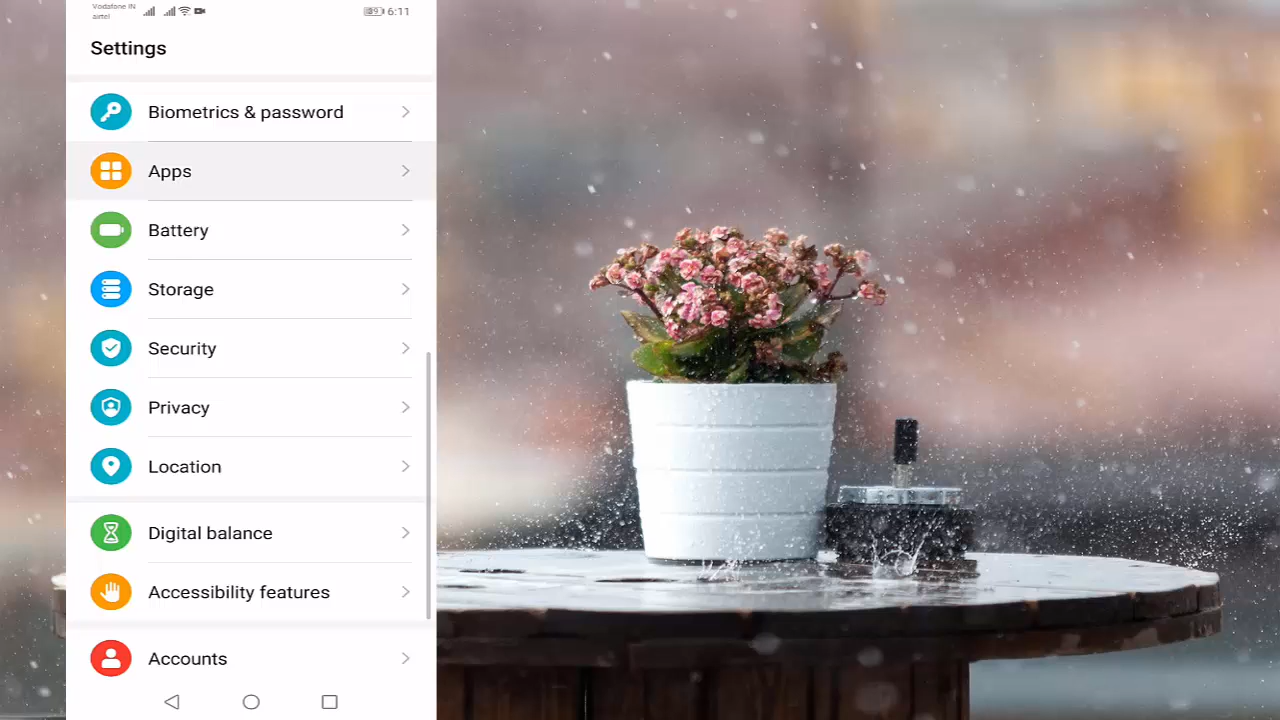 Vodafone IN
airtel
89 6:11
Settings
Biometrics & password
Apps
Battery
Storage
Security
Privacy
Location
Digital balance
Accessibility features
Accounts